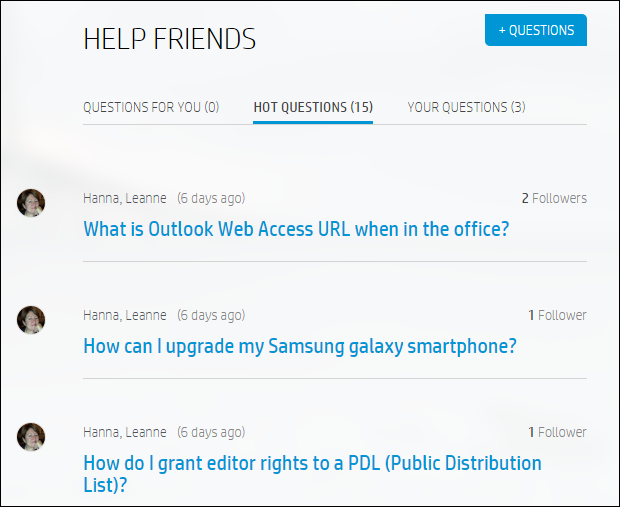 HELP FRIENDS
+ QUESTIONS
QUESTIONS FOR YOU (0) HOT QUESTIONS (15) YOUR QUESTIONS (3)
Hanna, Leanne (6 days ago) 2 Followers
What is Outlook Web Access URL when in the office?
Hanna, Leanne (6 days ago) 1 Follower
How can I upgrade my Samsung galaxy smartphone?
Hanna, Leanne (6 days ago) 1 Follower
How do I grant editor rights to a PDL (Public Distribution
List)?